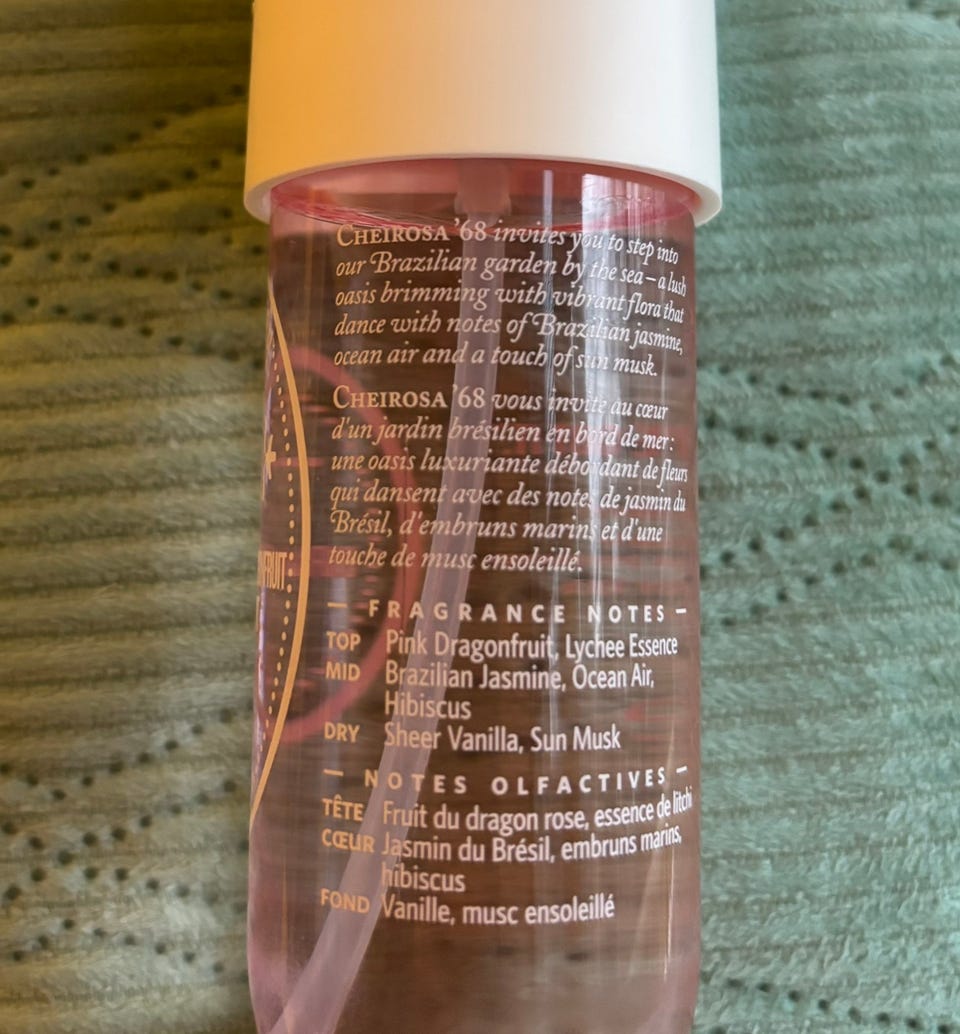 CHEIROSA '68 invites you to step into
our Brazilian garden by the sea – a lush
oasis brimming with vibrant flora that
dance with notes of Brazilian jasmine,
ocean air and a touch of sun musk.
CHEIROSA '68 vous invite au cœur
d'un jardin brésilien en bord de mer :
une oasis luxuriante débordant de fleurs
qui dansent avec des notes de jasmin du
Brésil, d'embruns marins et d'une
touche de musc ensoleillé.
— FRAGRANCE NOTES —
TOP Pink Dragonfruit, Lychee Essence
MID Brazilian Jasmine, Ocean Air,
Hibiscus
DRY Sheer Vanilla, Sun Musk
— NOTES OLFACTIVES —
TÊTE Fruit du dragon rose, essence de litchi
CŒUR Jasmin du Brésil, embruns marins,
hibiscus
FOND Vanille, musc ensoleillé